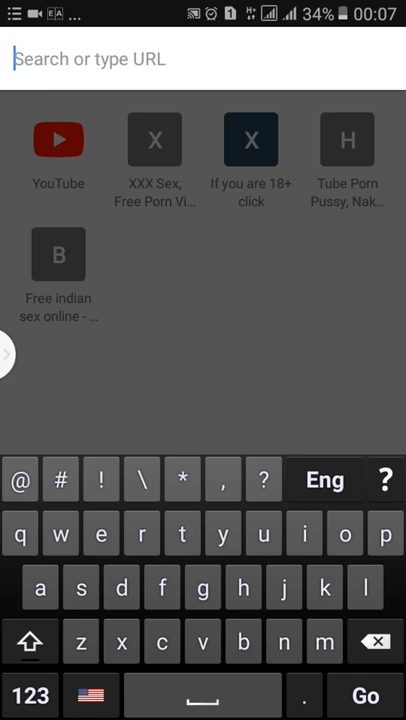 34% 00:07
Search or type URL
YouTube
X
XXX Sex,
Free Porn Vi...
X
If you are 18+
click
H
Tube Porn
Pussy, Nak...
B
Free indian
sex online - ...
@ # ! \ * , ? Eng ?
q w e r t y u i o p
a s d f g h j k l
z x c v b n m
123 . Go